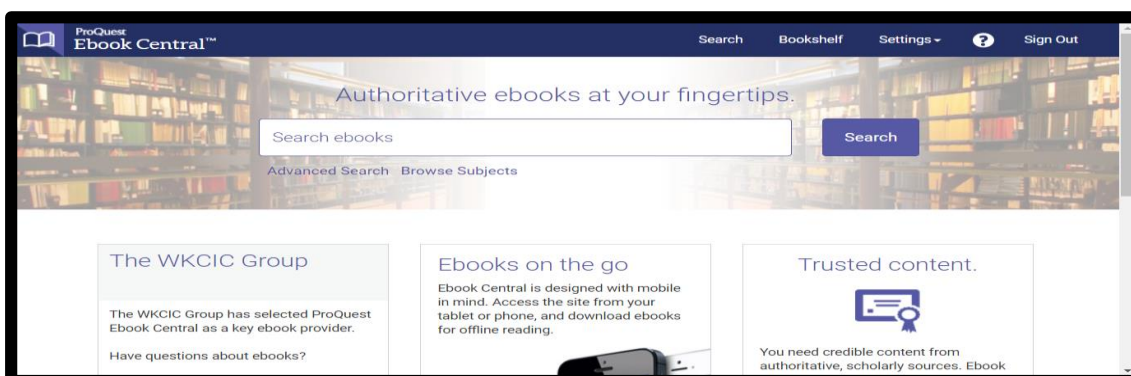 ProQuest
Ebook Central™
Search Bookshelf Settings ? Sign Out
Authoritative ebooks at your fingertips.
Search ebooks
Search
Advanced Search Browse Subjects
The WKCIC Group
The WKCIC Group has selected ProQuest
Ebook Central as a key ebook provider.
Have questions about ebooks?
Ebooks on the go
Ebook Central is designed with mobile
in mind. Access the site from your
tablet or phone, and download ebooks
for offline reading.
Trusted content.
You need credible content from
authoritative, scholarly sources. Ebook